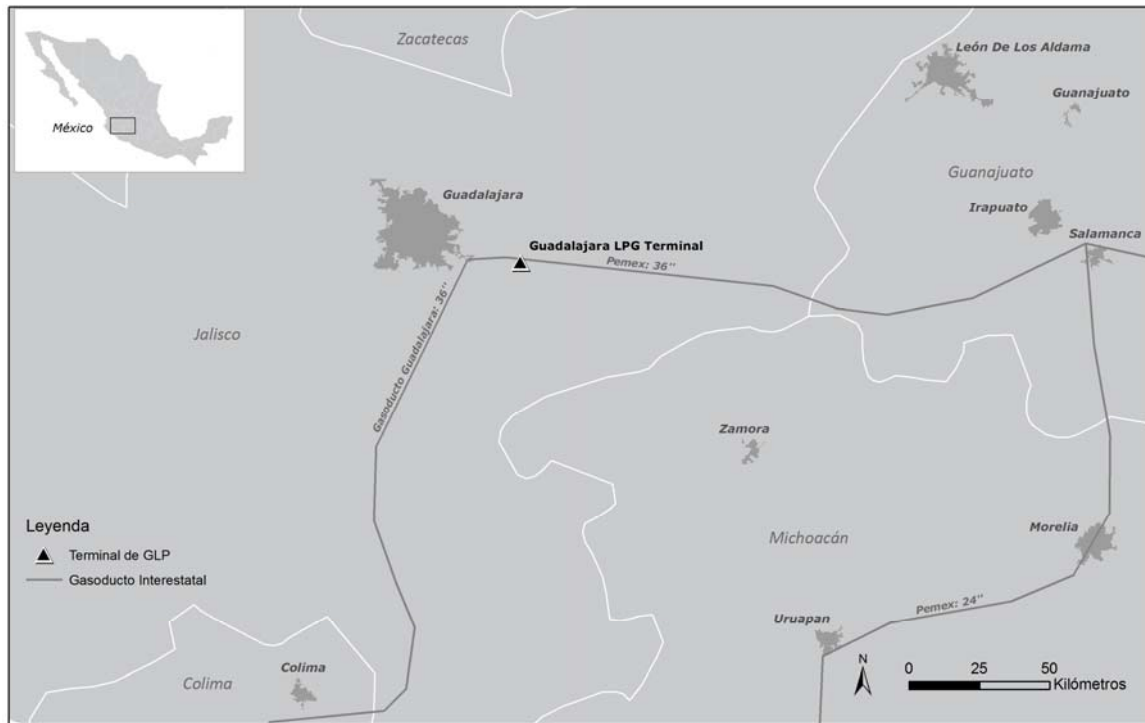 Zacatecas
León De Los Aldama
Guanajuato
México
Guanajuato
Guadalajara
Irapuato
Salamanca
Guadalajara LPG Terminal
Pemex: 36''
Jalisco
Gasoducto Guadalajara: 36''
Zamora
Leyenda
Terminal de GLP
Gasoducto Interestatal
Morelia
Michoacán
Pemex: 24''
Uruapan
Colima
Colima
N
0 25 50
Kilómetros